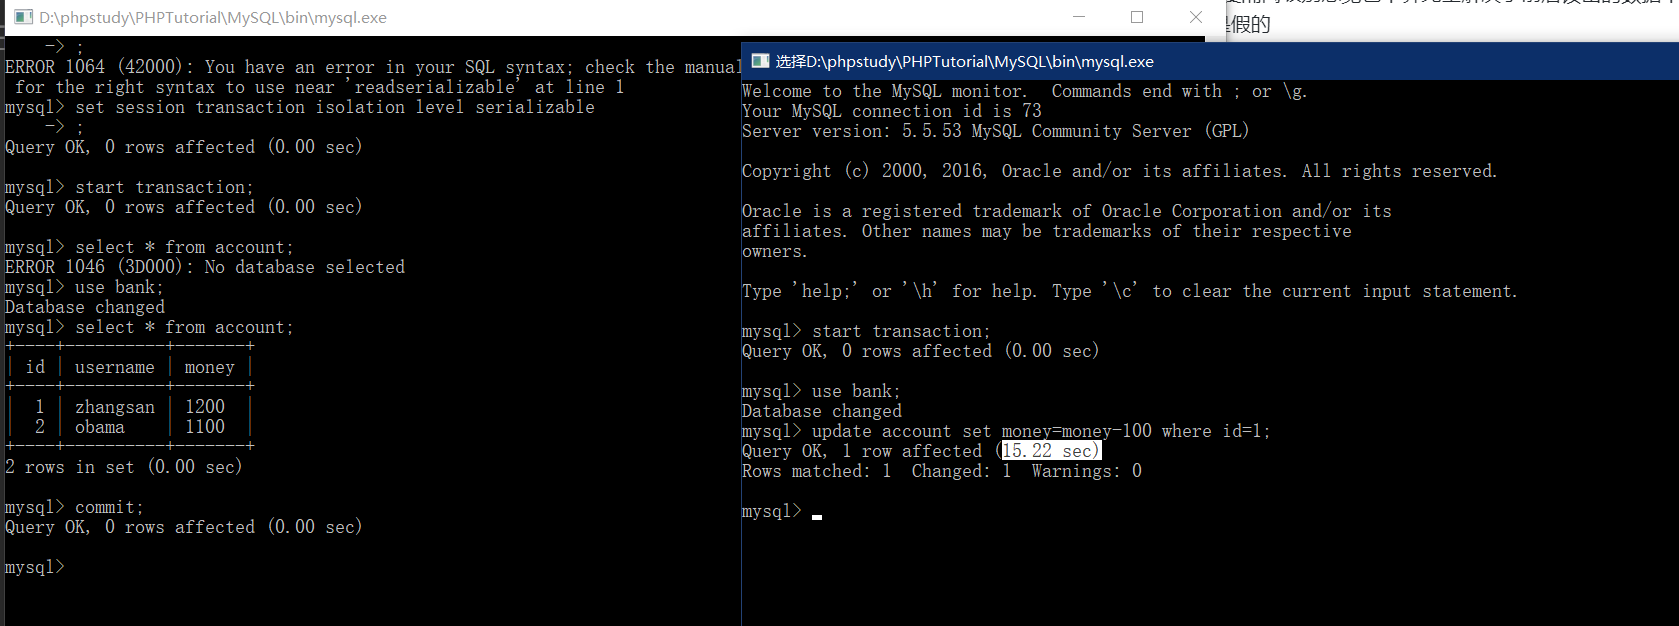 D:\phpstudy\PHPTutorial\MySQL\bin\mysql.exe
-> ;
ERROR 1064 (42000): You have an error in your SQL syntax; check the manual
for the right syntax to use near 'readserializable' at line 1
mysql> set session transaction isolation level serializable
-> ;
Query OK, 0 rows affected (0.00 sec)
mysql> start transaction;
Query OK, 0 rows affected (0.00 sec)
mysql> select * from account;
ERROR 1046 (3D000): No database selected
mysql> use bank;
Database changed
mysql> select * from account;
+----+----------+-------+
| id | username | money |
+----+----------+-------+
| 1 | zhangsan | 1200 |
| 2 | obama | 1100 |
+----+----------+-------+
2 rows in set (0.00 sec)
mysql> commit;
Query OK, 0 rows affected (0.00 sec)
mysql>
假的
选择D:\phpstudy\PHPTutorial\MySQL\bin\mysql.exe
Welcome to the MySQL monitor.  Commands end with ; or \g.
Your MySQL connection id is 73
Server version: 5.5.53 MySQL Community Server (GPL)
Copyright (c) 2000, 2016, Oracle and/or its affiliates. All rights reserved.
Oracle is a registered trademark of Oracle Corporation and/or its
affiliates. Other names may be trademarks of their respective
owners.
Type 'help;' or '\h' for help. Type '\c' to clear the current input statement.
mysql> start transaction;
Query OK, 0 rows affected (0.00 sec)
mysql> use bank;
Database changed
mysql> update account set money=money-100 where id=1;
Query OK, 1 row affected (15.22 sec)
Rows matched: 1  Changed: 1  Warnings: 0
mysql>